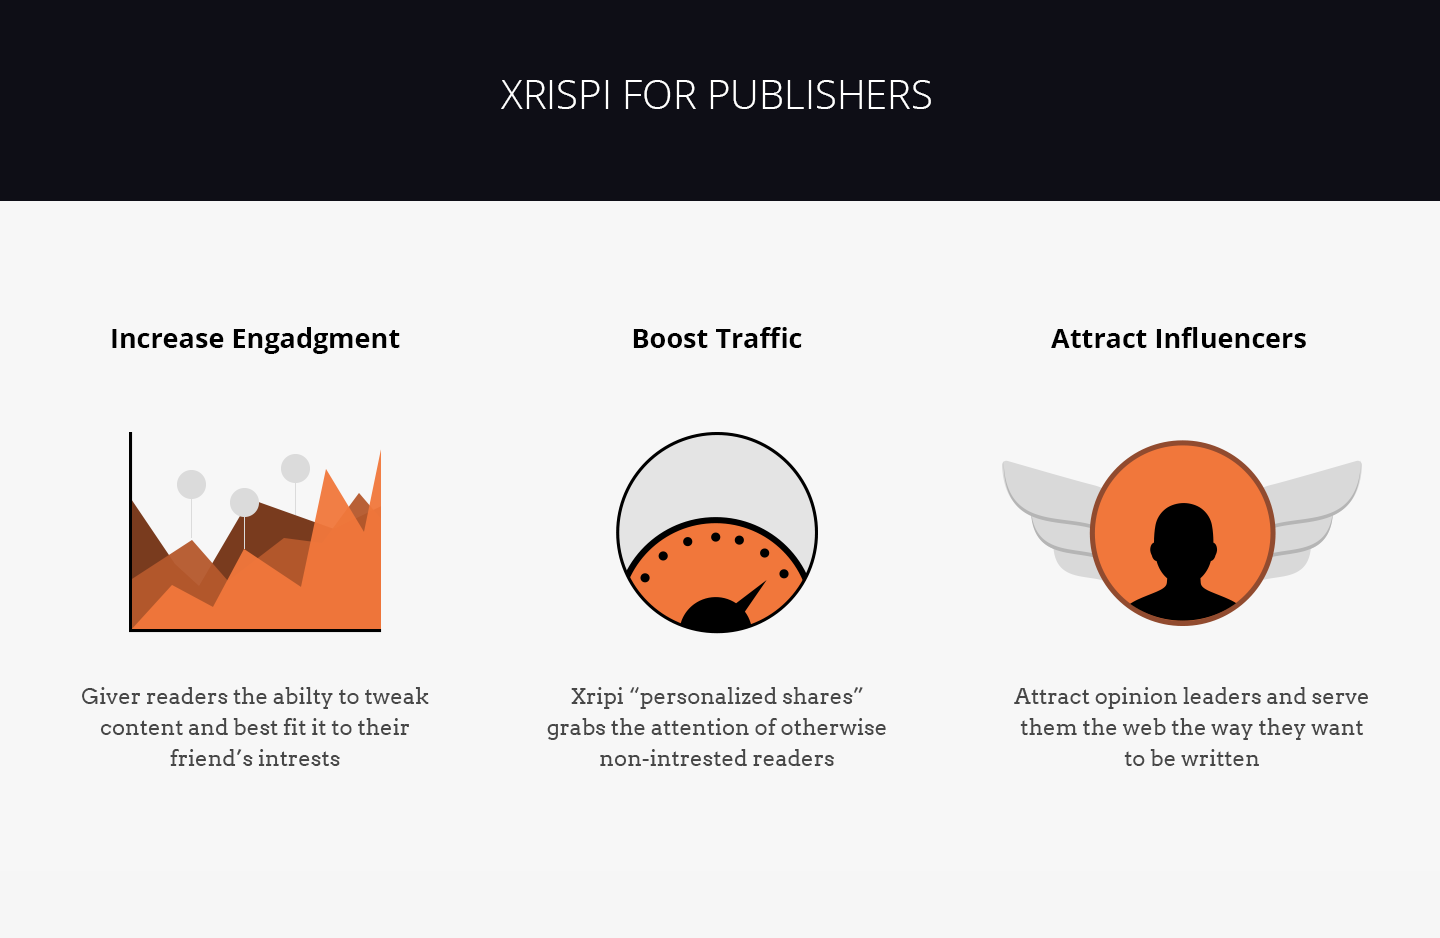 XRISPI FOR PUBLISHERS
Increase Engadgment
Boost Traffic
Attract Influencers
Giver readers the abilty to tweak
content and best fit it to their
friend’s intrests
Xripi “personalized shares”
grabs the attention of otherwise
non-intrested readers
Attract opinion leaders and serve
them the web the way they want
to be written